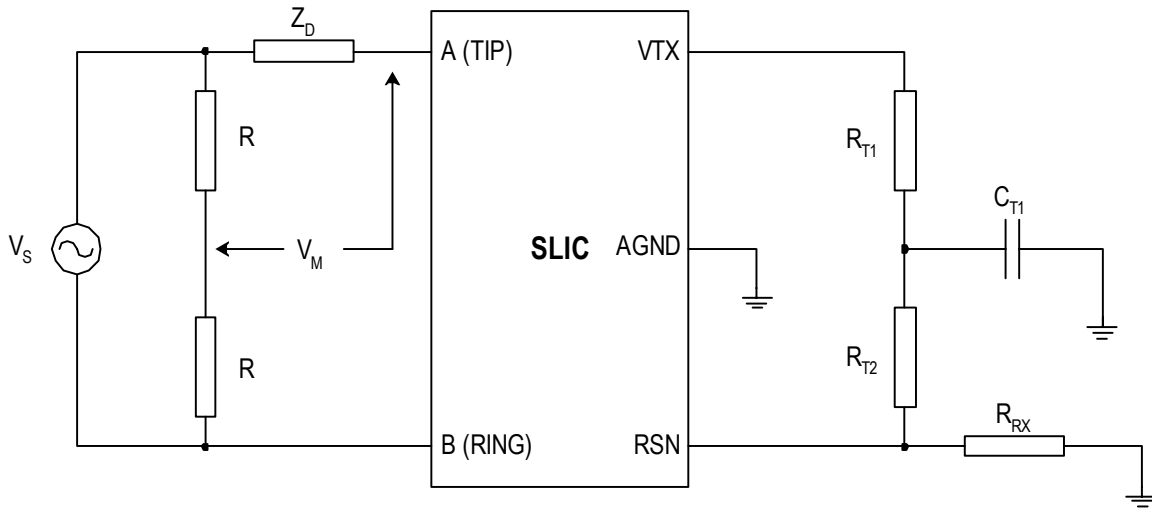 Z_D
A (TIP)
VTX
R
R_T1
C_T1
V_S
V_M
SLIC
AGND
R
R_T2
R_RX
B (RING)
RSN